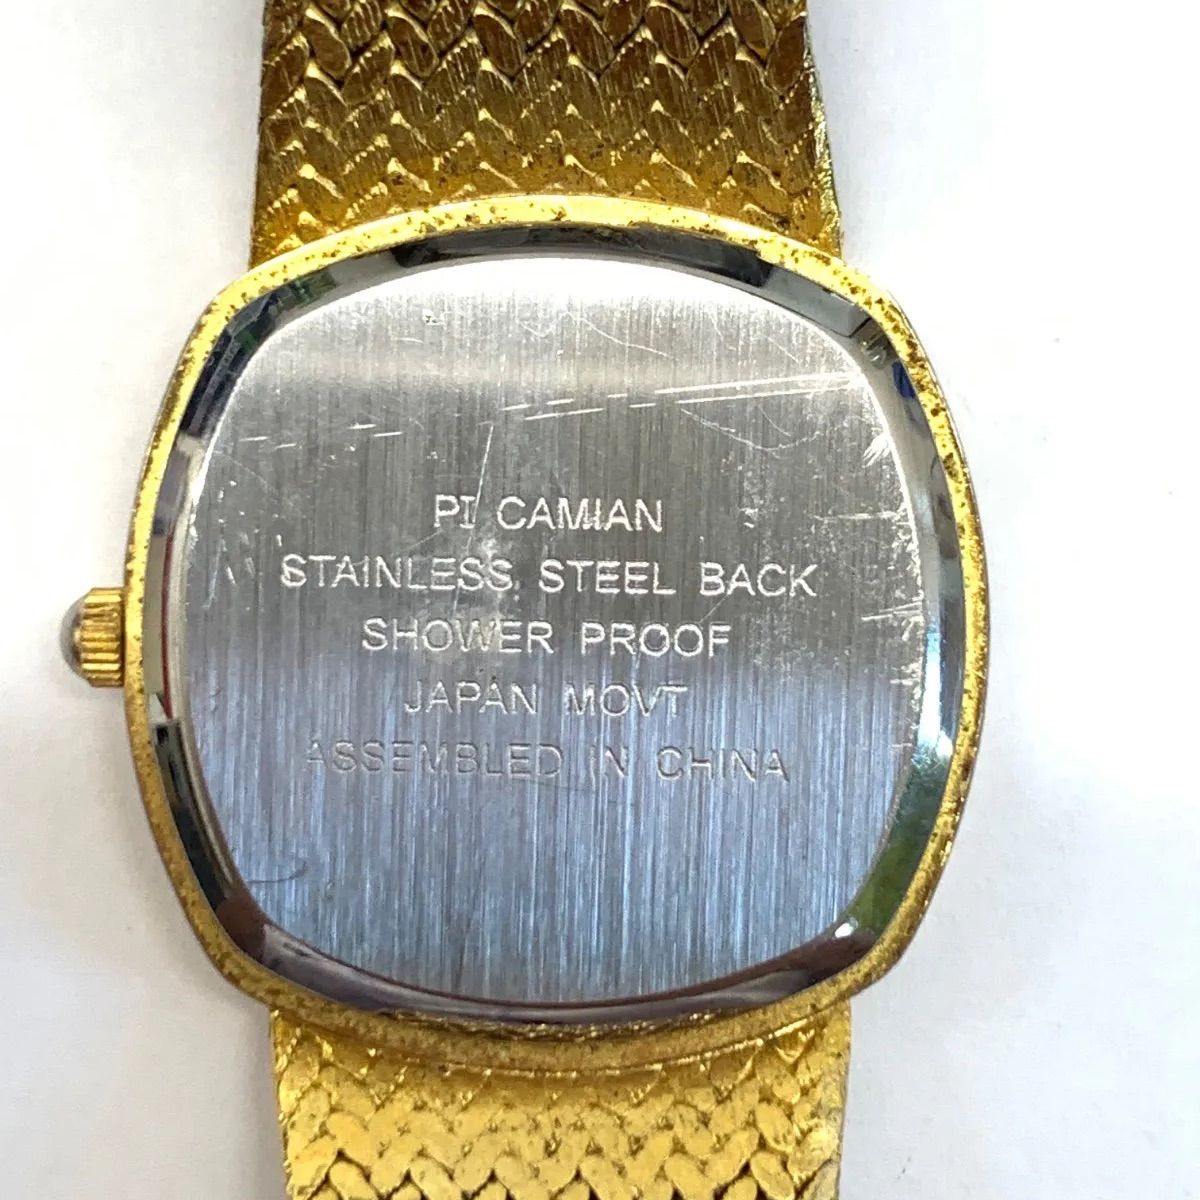 PI CAMIAN
STAINLESS STEEL BACK
SHOWER PROOF
JAPAN MOVT
ASSEMBLED IN CHINA